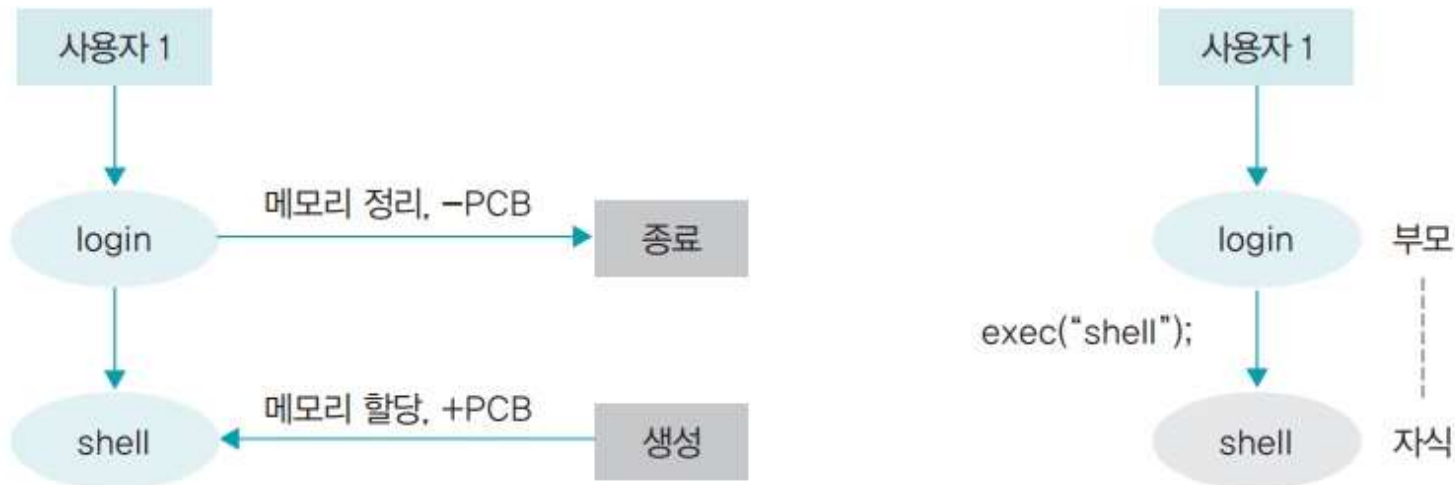 사용자 1
login
메모리 정리, -PCB
종료
shell
메모리 할당, +PCB
생성
사용자 1
login
부모
exec("shell");
shell
자식